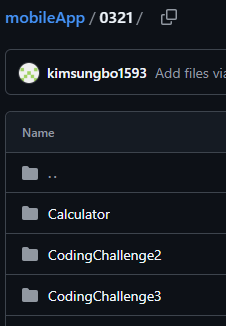 mobileApp / 0321 /
kimsungbo1593 Add files via
Name
..
Calculator
CodingChallenge2
CodingChallenge3